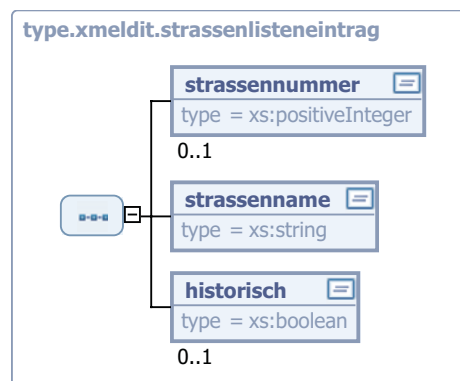 type.xmeldit.strassenlisteneintrag
strassennummer
type = xs:positiveInteger
0..1
strassenname
type = xs:string
historisch
type = xs:boolean
0..1